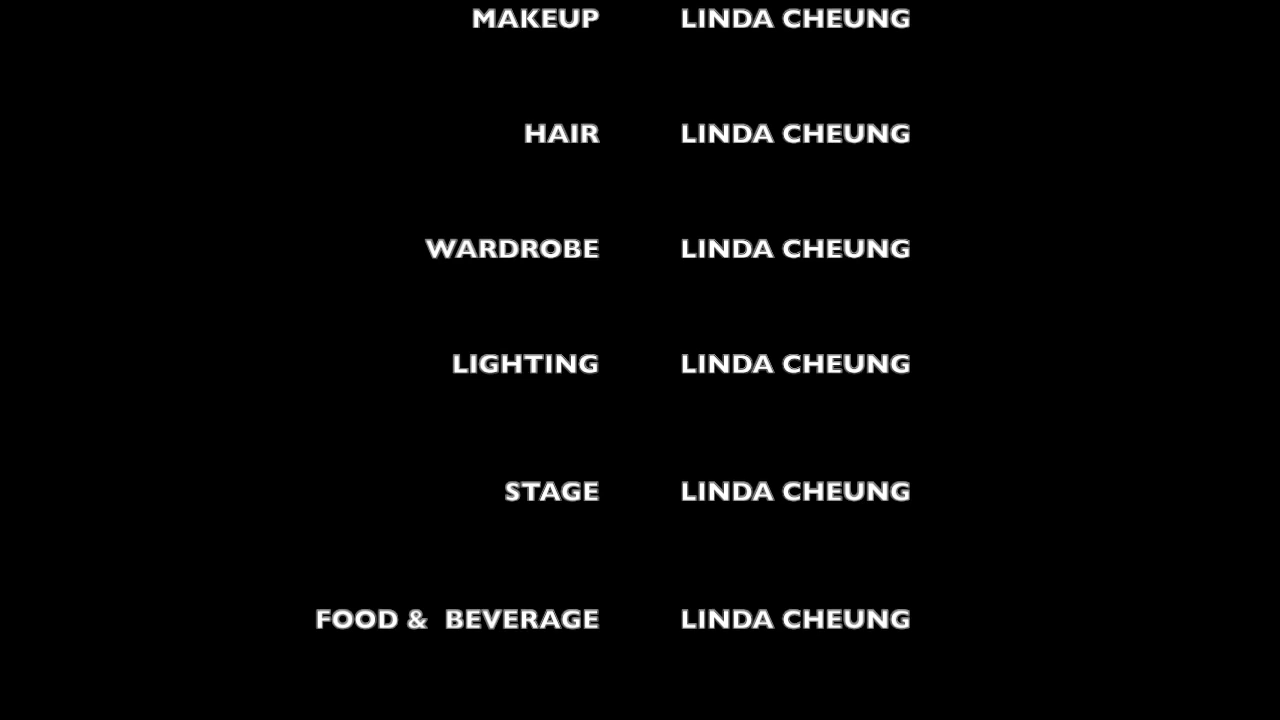 MAKEUP LINDA CHEUNG
HAIR LINDA CHEUNG
WARDROBE LINDA CHEUNG
LIGHTING LINDA CHEUNG
STAGE LINDA CHEUNG
FOOD & BEVERAGE LINDA CHEUNG